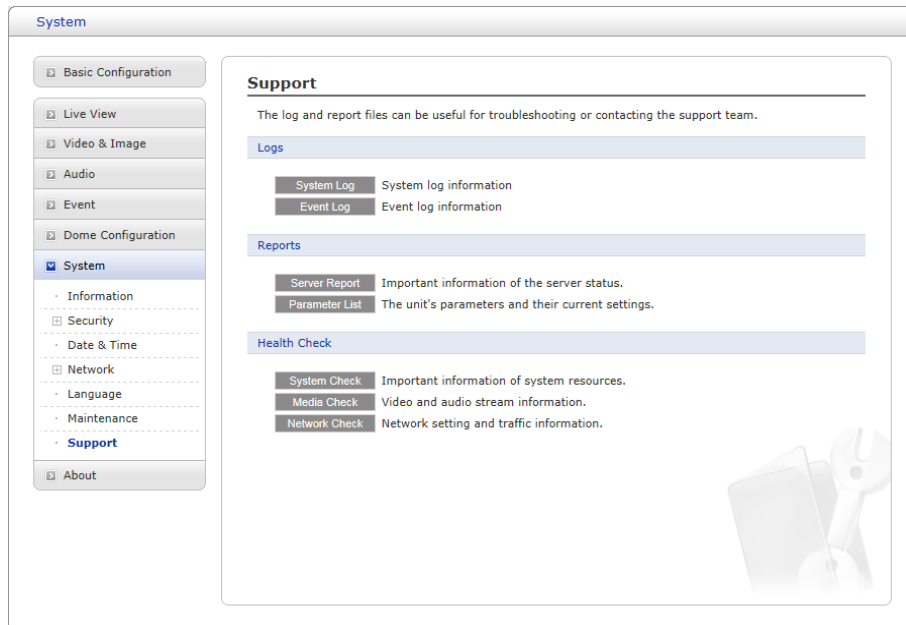 System
Basic Configuration
Live View
Video & Image
Audio
Event
Dome Configuration
System
Information
Security
Date & Time
Network
Language
Maintenance
Support
About
Support
The log and report files can be useful for troubleshooting or contacting the support team.
Logs
System Log System log information
Event Log Event log information
Reports
Server Report Important information of the server status.
Parameter List The unit's parameters and their current settings.
Health Check
System Check Important information of system resources.
Media Check Video and audio stream information.
Network Check Network setting and traffic information.